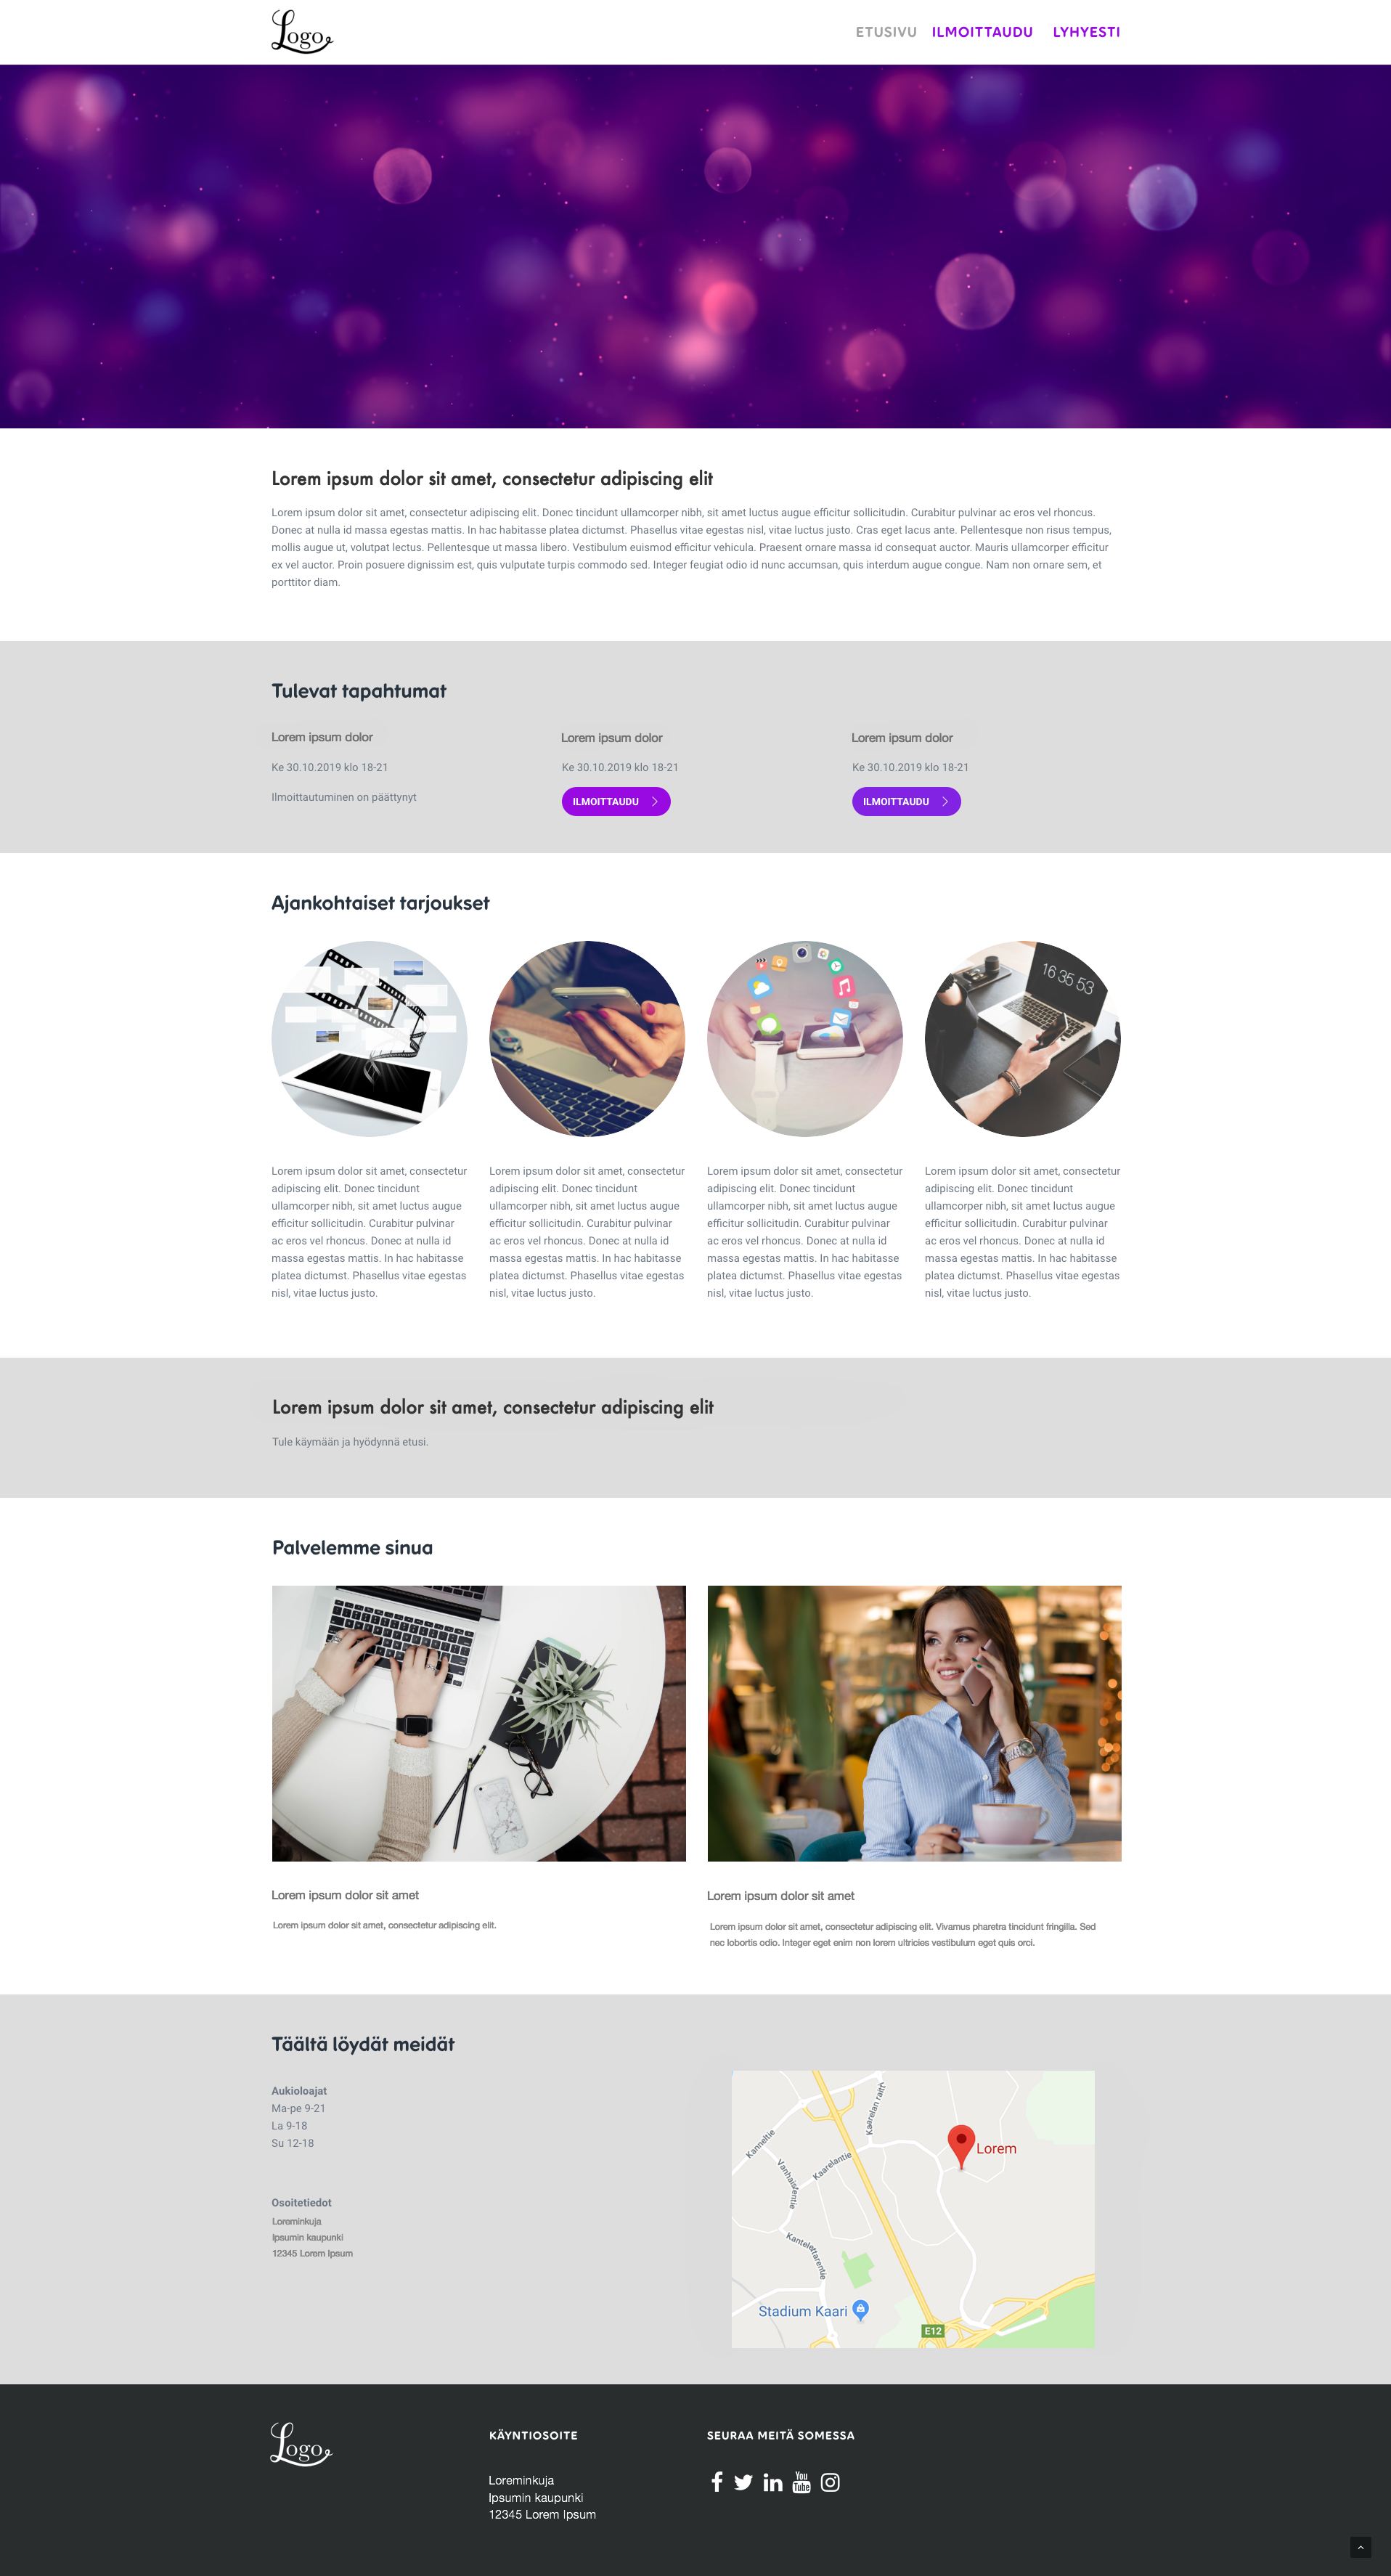 Logo
ETUSIVU ILMOITTAUDU LYHYESTI
Lorem ipsum dolor sit amet, consectetur adipiscing elit
Lorem ipsum dolor sit amet, consectetur adipiscing elit. Donec tincidunt ullamcorper nibh, sit amet luctus augue efficitur sollicitudin. Curabitur pulvinar ac eros vel rhoncus.
Donec at nulla id massa egestas mattis. In hac habitasse platea dictumst. Phasellus vitae egestas nisl, vitae luctus justo. Cras eget lacus ante. Pellentesque non risus tempus,
mollis augue ut, volutpat lectus. Pellentesque ut massa libero. Vestibulum euismod efficitur vehicula. Praesent ornare massa id consequat auctor. Mauris ullamcorper efficitur
ex vel auctor. Proin posuere dignissim est, quis vulputate turpis commodo sed. Integer feugiat odio id nunc accumsan, quis interdum augue congue. Nam non ornare sem, et
porttitor diam.
Tulevat tapahtumat
Lorem ipsum dolor
Ke 30.10.2019 klo 18-21
Ilmoittautuminen on päättynyt
Lorem ipsum dolor
Ke 30.10.2019 klo 18-21
ILMOITTAUDU
Lorem ipsum dolor
Ke 30.10.2019 klo 18-21
ILMOITTAUDU
Ajankohtaiset tarjoukset
16 35 53
Lorem ipsum dolor sit amet, consectetur
adipiscing elit. Donec tincidunt
ullamcorper nibh, sit amet luctus augue
efficitur sollicitudin. Curabitur pulvinar
ac eros vel rhoncus. Donec at nulla id
massa egestas mattis. In hac habitasse
platea dictumst. Phasellus vitae egestas
nisl, vitae luctus justo.
Lorem ipsum dolor sit amet, consectetur
adipiscing elit. Donec tincidunt
ullamcorper nibh, sit amet luctus augue
efficitur sollicitudin. Curabitur pulvinar
ac eros vel rhoncus. Donec at nulla id
massa egestas mattis. In hac habitasse
platea dictumst. Phasellus vitae egestas
nisl, vitae luctus justo.
Lorem ipsum dolor sit amet, consectetur
adipiscing elit. Donec tincidunt
ullamcorper nibh, sit amet luctus augue
efficitur sollicitudin. Curabitur pulvinar
ac eros vel rhoncus. Donec at nulla id
massa egestas mattis. In hac habitasse
platea dictumst. Phasellus vitae egestas
nisl, vitae luctus justo.
Lorem ipsum dolor sit amet, consectetur
adipiscing elit. Donec tincidunt
ullamcorper nibh, sit amet luctus augue
efficitur sollicitudin. Curabitur pulvinar
ac eros vel rhoncus. Donec at nulla id
massa egestas mattis. In hac habitasse
platea dictumst. Phasellus vitae egestas
nisl, vitae luctus justo.
Lorem ipsum dolor sit amet, consectetur adipiscing elit
Tule käymään ja hyödynnä etusi.
Palvelemme sinua
Lorem ipsum dolor sit amet
Lorem ipsum dolor sit amet, consectetur adipiscing elit.
Lorem ipsum dolor sit amet
Lorem ipsum dolor sit amet, consectetur adipiscing elit. Vivamus pharetra tincidunt fringilla. Sed
nec lobortis odio. Integer eget enim non lorem ultricies vestibulum eget quis orci.
Täältä löydät meidät
Aukioloajat
Ma-pe 9-21
La 9-18
Su 12-18
Osoitetiedot
Loreminkuja
Ipsumin kaupunki
12345 Lorem Ipsum
Kaarelan raitti
Lorem
Kanneltie
Kaarelantie
Vanhaistentie
Kantelettarentie
Stadium Kaari
E12
Logo
KÄYNTIOSOITE
Loreminkuja
Ipsumin kaupunki
12345 Lorem Ipsum
SEURAA MEITÄ SOMESSA
You
Tube